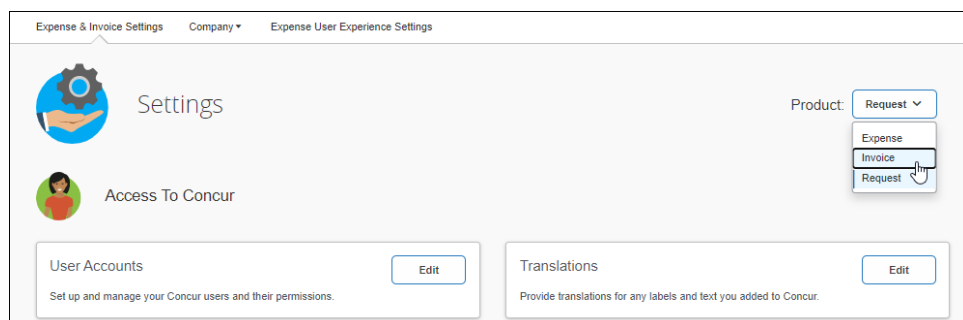 Expense & Invoice Settings Company Expense User Experience Settings
Settings
Product: Request
Expense
Invoice
Request
Access To Concur
User Accounts Edit
Set up and manage your Concur users and their permissions.
Translations Edit
Provide translations for any labels and text you added to Concur.